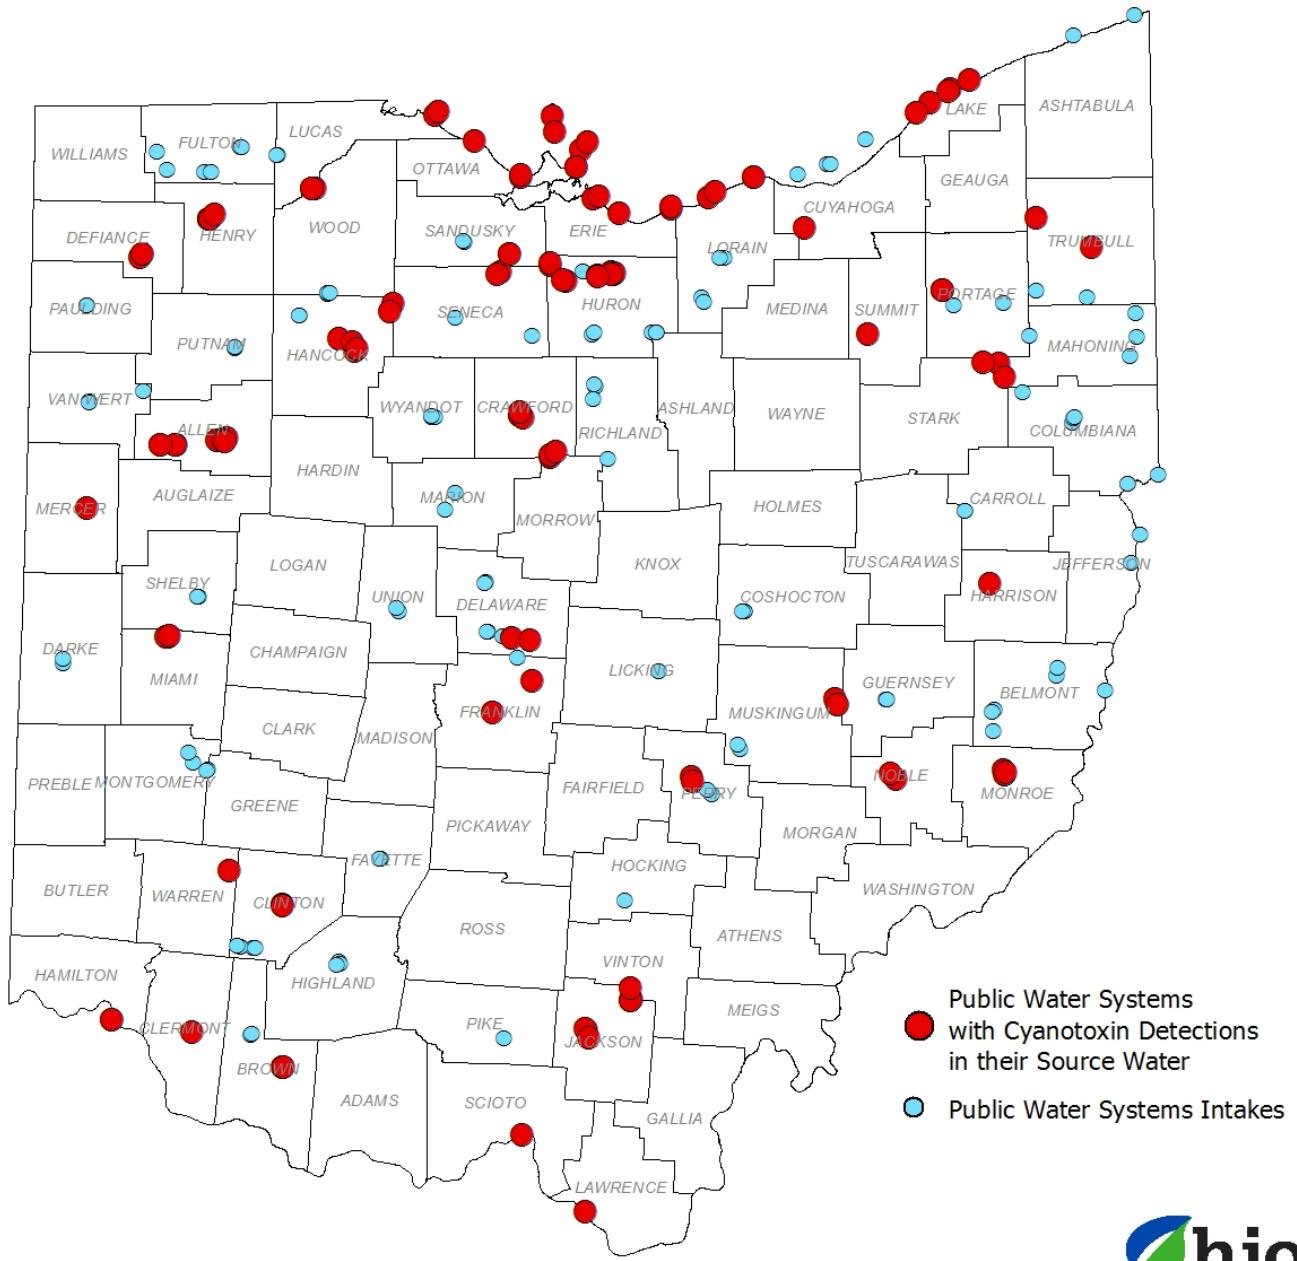 ASHTABULA
LAKE
LUCAS
FULTON
WILLIAMS
OTTAWA
GEAUGA
CUYAHOGA
WOOD
SANDUSKY
ERIE
HENRY
DEFIANCE
LORAIN
TRUMBULL
PORTAGE
HURON
SENECA
PAULDING
MEDINA
SUMMIT
PUTNAM
HANCOCK
MAHONING
VAN WERT
WYANDOT
CRAWFORD
ASHLAND
WAYNE
STARK
ALLEN
RICHLAND
COLUMBIANA
HARDIN
AUGLAIZE
MARION
CARROLL
MERCER
HOLMES
MORROW
LOGAN
KNOX
TUSCARAWAS
JEFFERSON
SHELBY
UNION
DELAWARE
COSHOCTON
HARRISON
DARKE
CHAMPAIGN
LICKING
MIAMI
GUERNSEY
BELMONT
FRANKLIN
MUSKINGUM
CLARK
MADISON
PREBLE
MONTGOMERY
FAIRFIELD
PERRY
NOBLE
MONROE
GREENE
PICKAWAY
MORGAN
FAYETTE
HOCKING
BUTLER
WARREN
CLINTON
WASHINGTON
ROSS
ATHENS
VINTON
HAMILTON
HIGHLAND
MEIGS
PIKE
CLERMONT
JACKSON
BROWN
ADAMS
SCIOTO
GALLIA
LAWRENCE
Public Water Systems
with Cyanotoxin Detections
in their Source Water
Public Water Systems Intakes